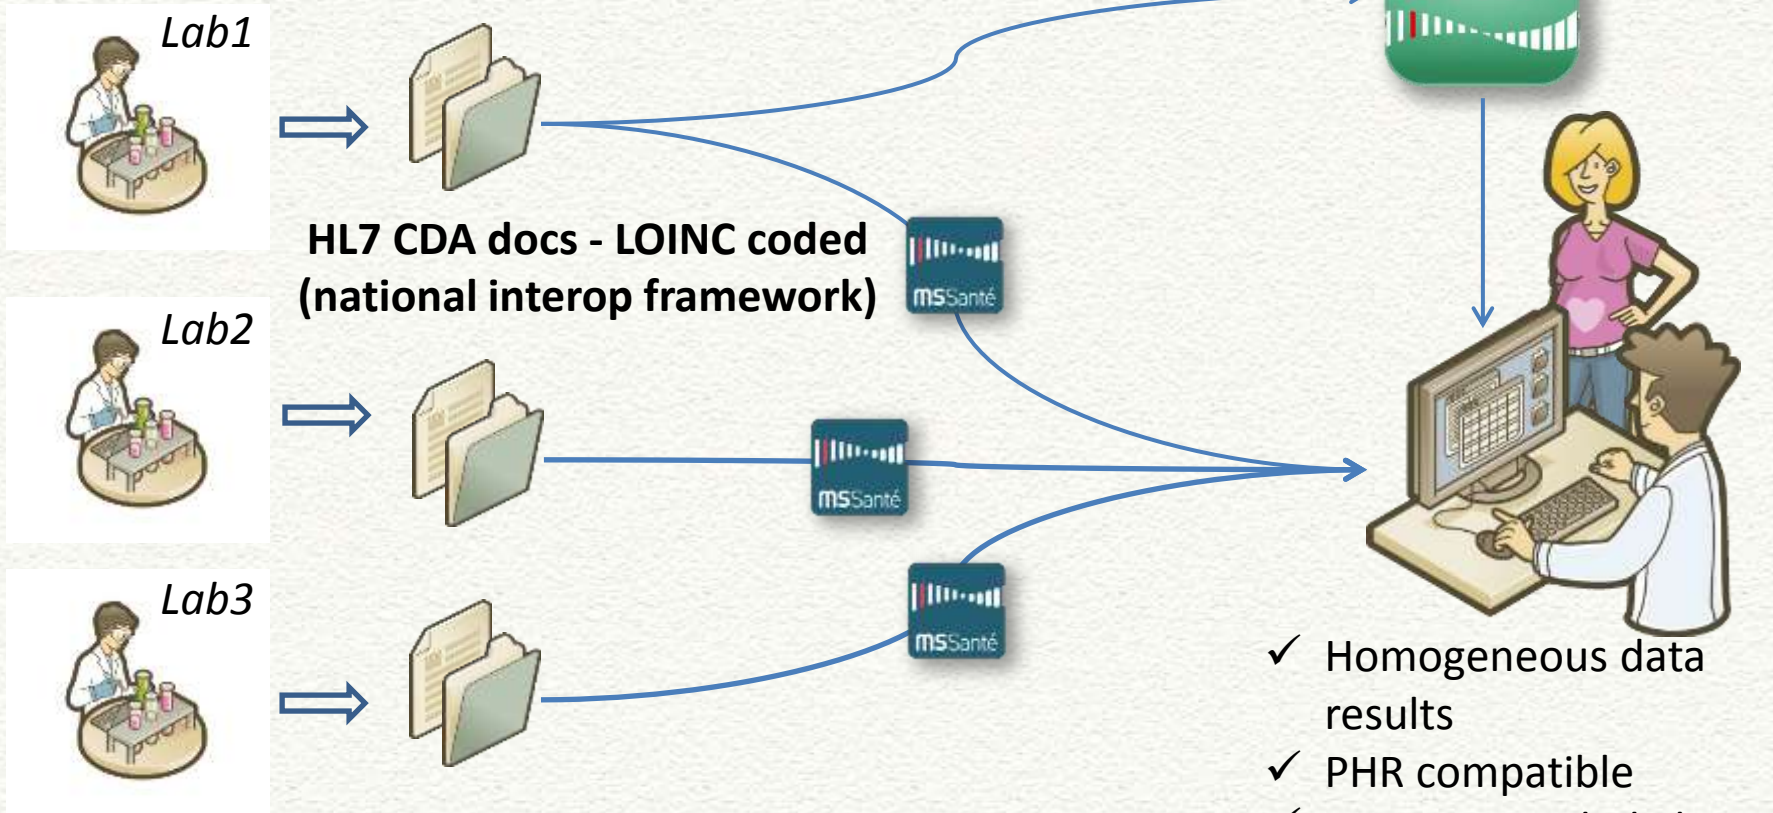 Lab1
HL7 CDA docs - LOINC coded
(national interop framework)
MSSanté
Lab2
MSSanté
Lab3
MSSanté
✓ Homogeneous data
results
✓ PHR compatible